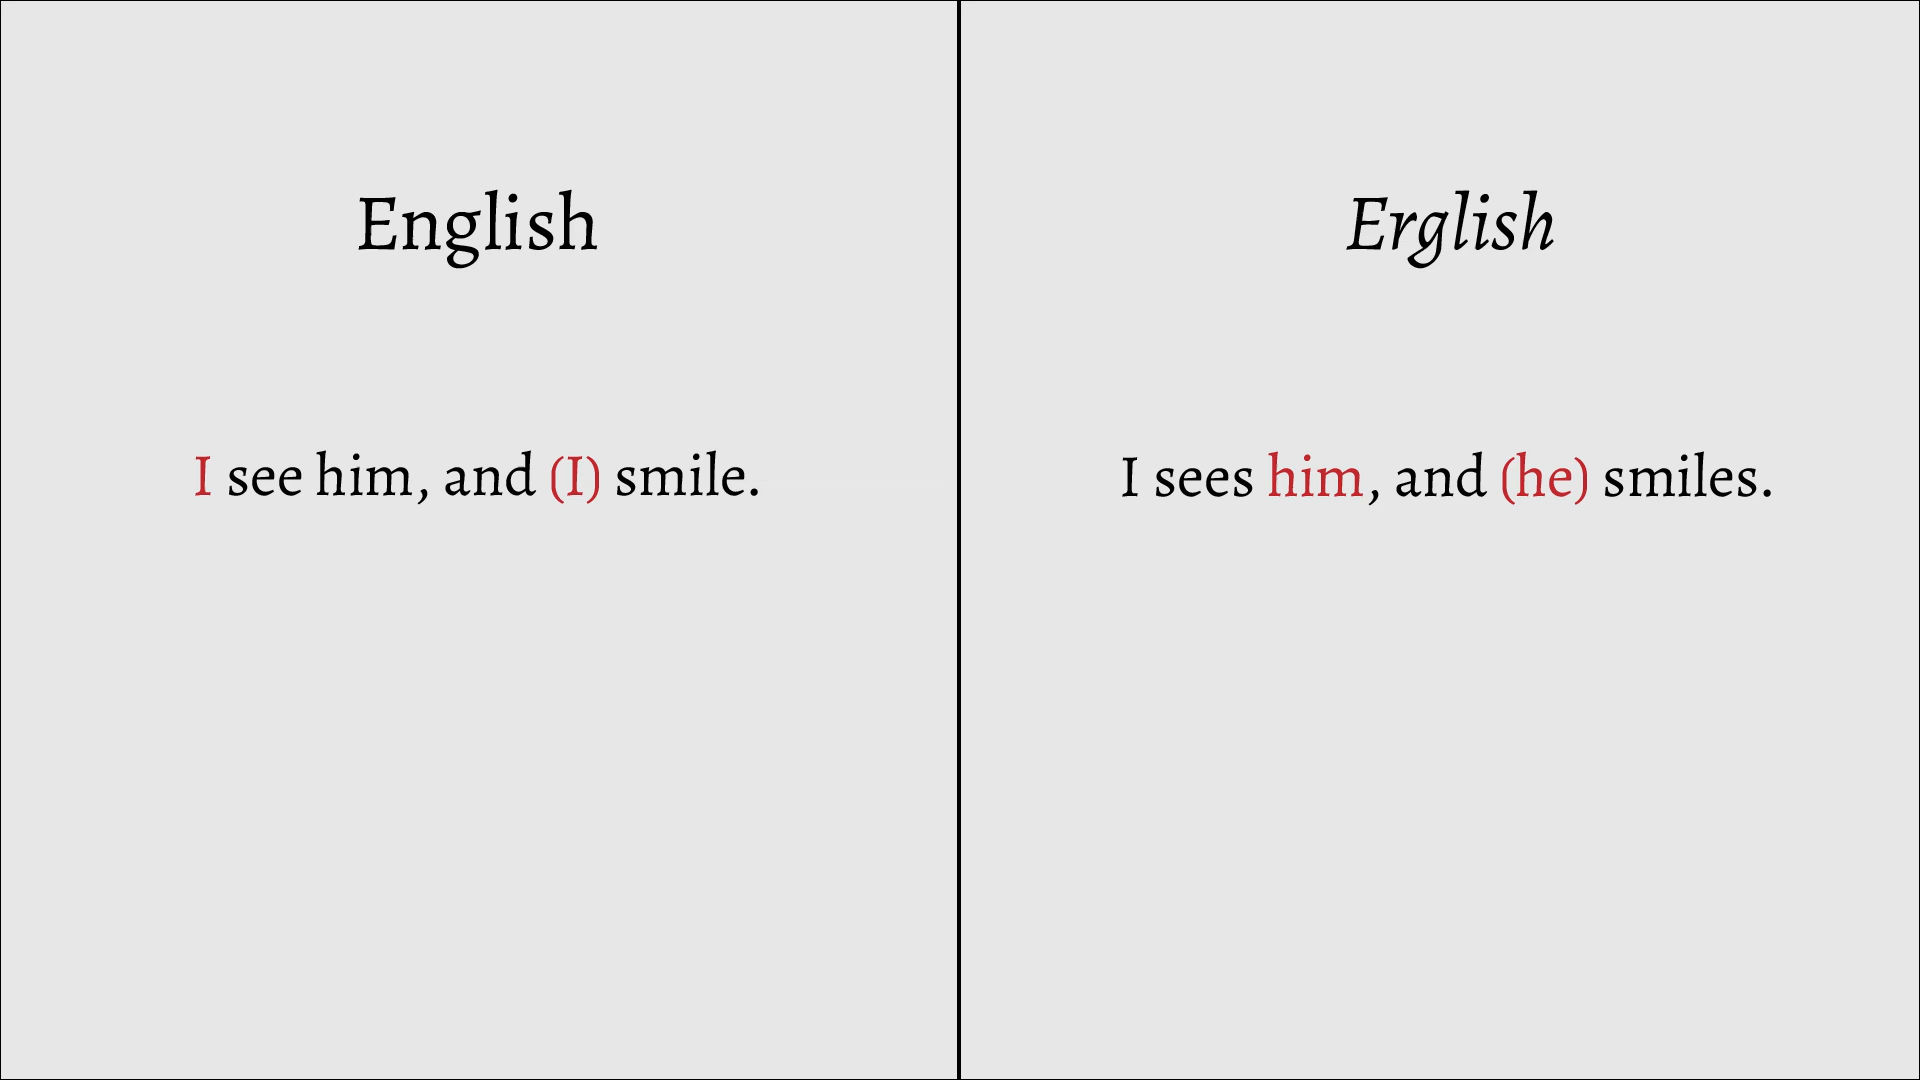 English
I see him, and (I) smile.
Erglish
I sees him, and (he) smiles.